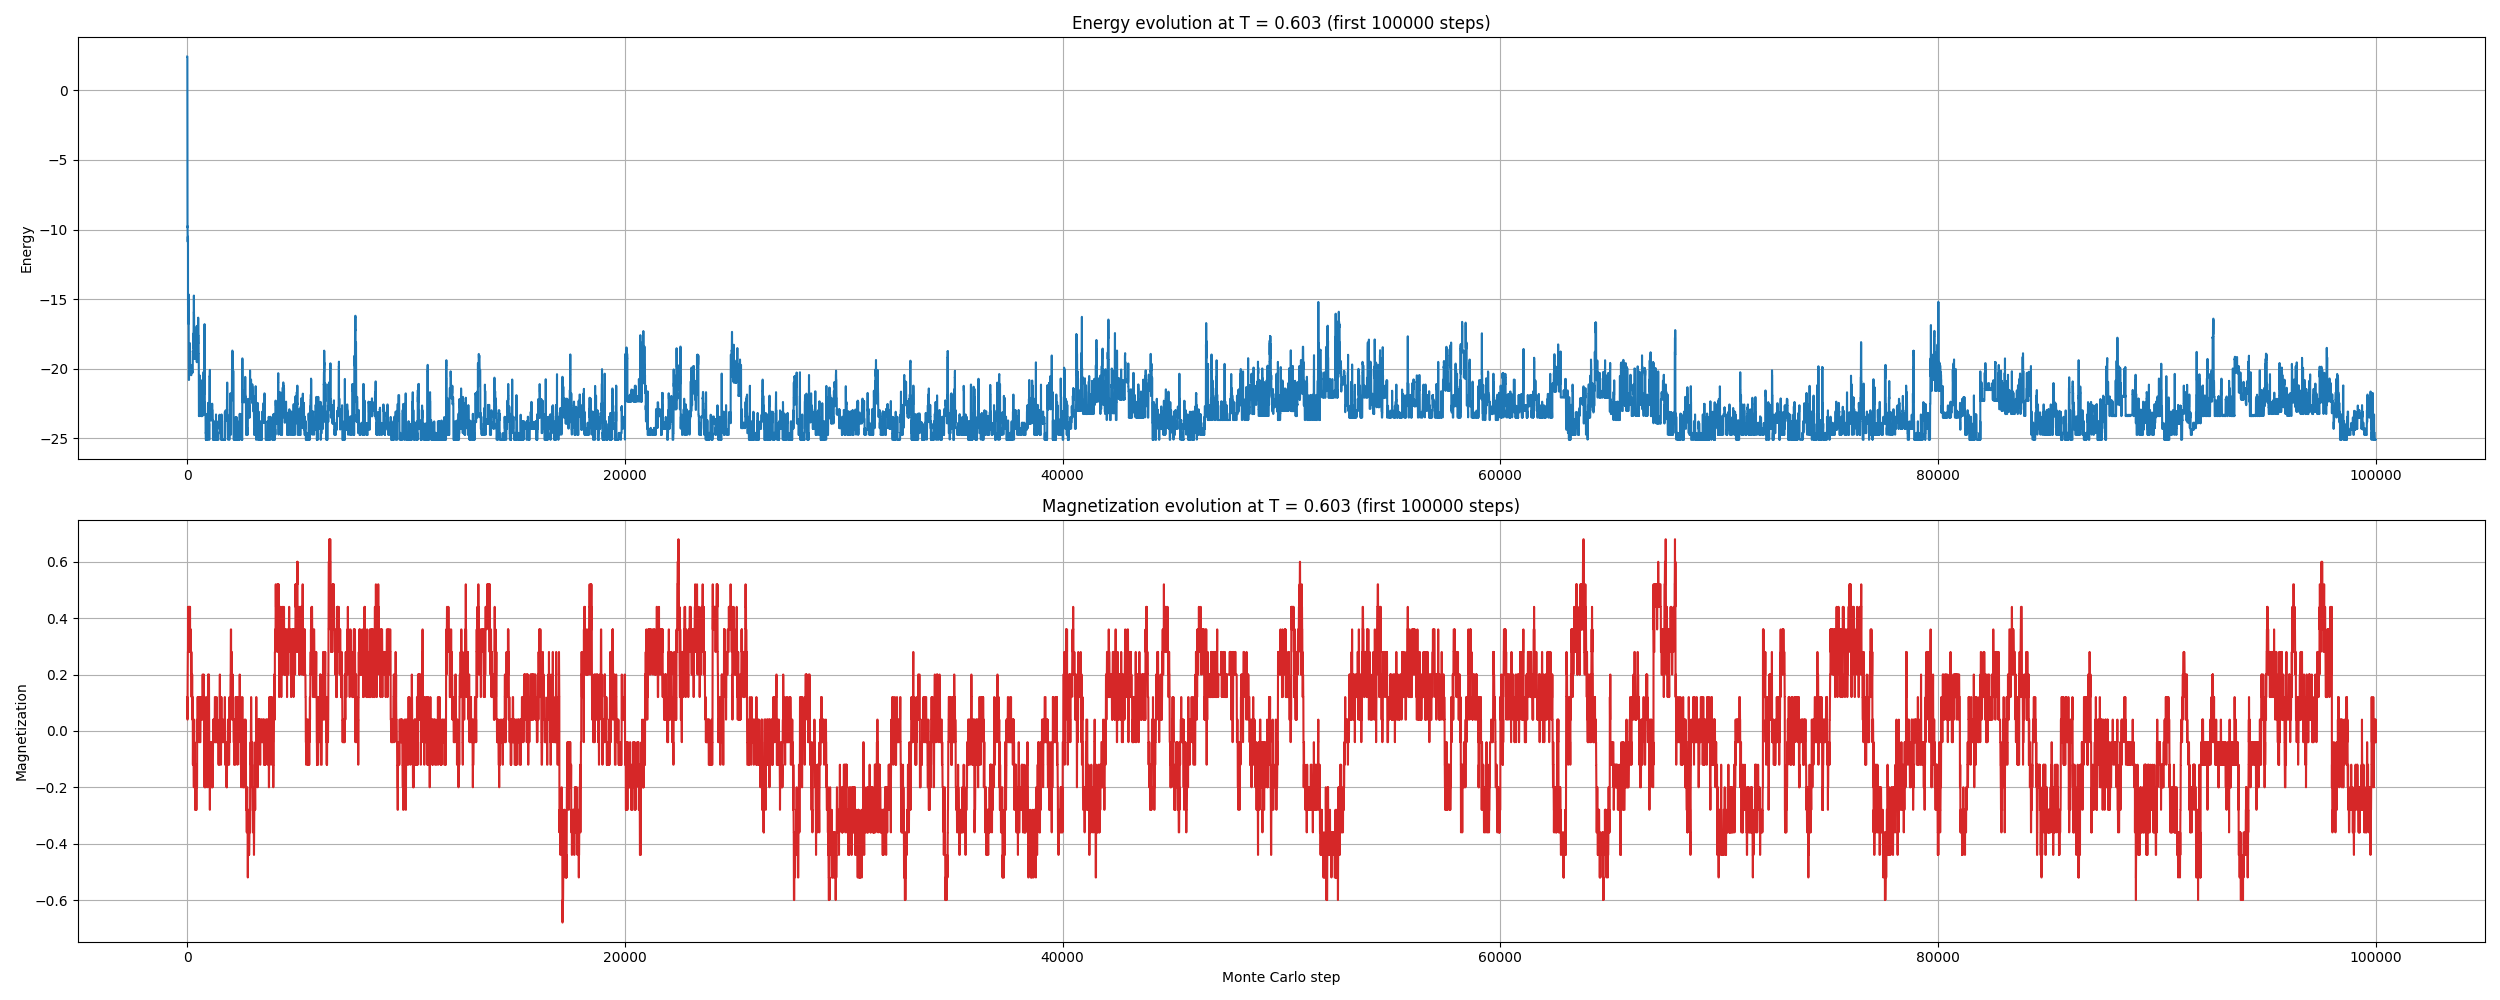 Energy evolution at T = 0.603 (first 100000 steps)
Energy
0
−5
−10
−15
−20
−25
0 20000 40000 60000 80000 100000
Magnetization evolution at T = 0.603 (first 100000 steps)
Magnetization
0.6
0.4
0.2
0.0
−0.2
−0.4
−0.6
0 20000 40000 60000 80000 100000
Monte Carlo step